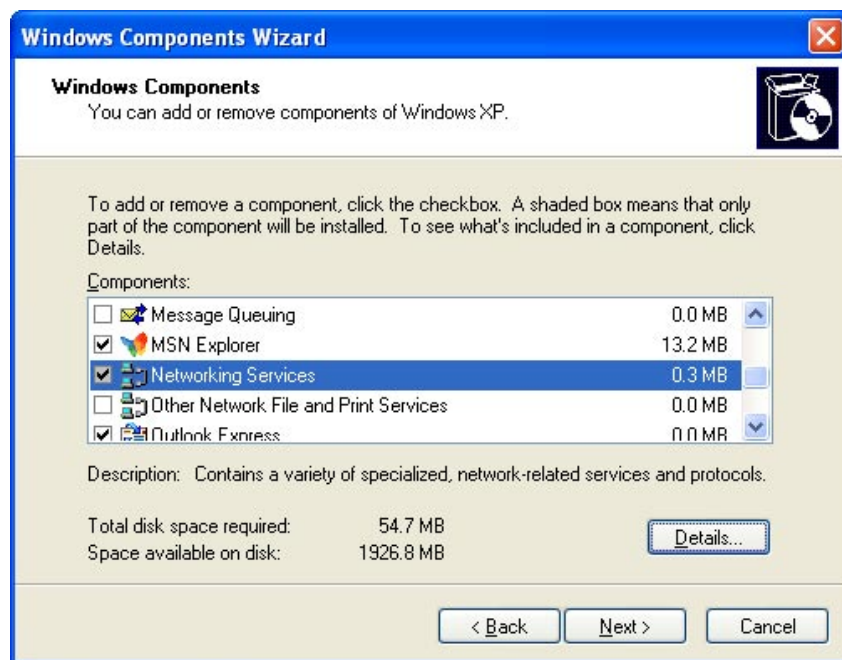 Windows Components Wizard
Windows Components
You can add or remove components of Windows XP.
To add or remove a component, click the checkbox. A shaded box means that only
part of the component will be installed. To see what's included in a component, click
Details.
Components:
Message Queuing 0.0 MB
MSN Explorer 13.2 MB
Networking Services 0.3 MB
Other Network File and Print Services 0.0 MB
Outlook Express 0.0 MB
Description: Contains a variety of specialized, network-related services and protocols.
Total disk space required: 54.7 MB
Space available on disk: 1926.8 MB
Details...
< Back Next > Cancel